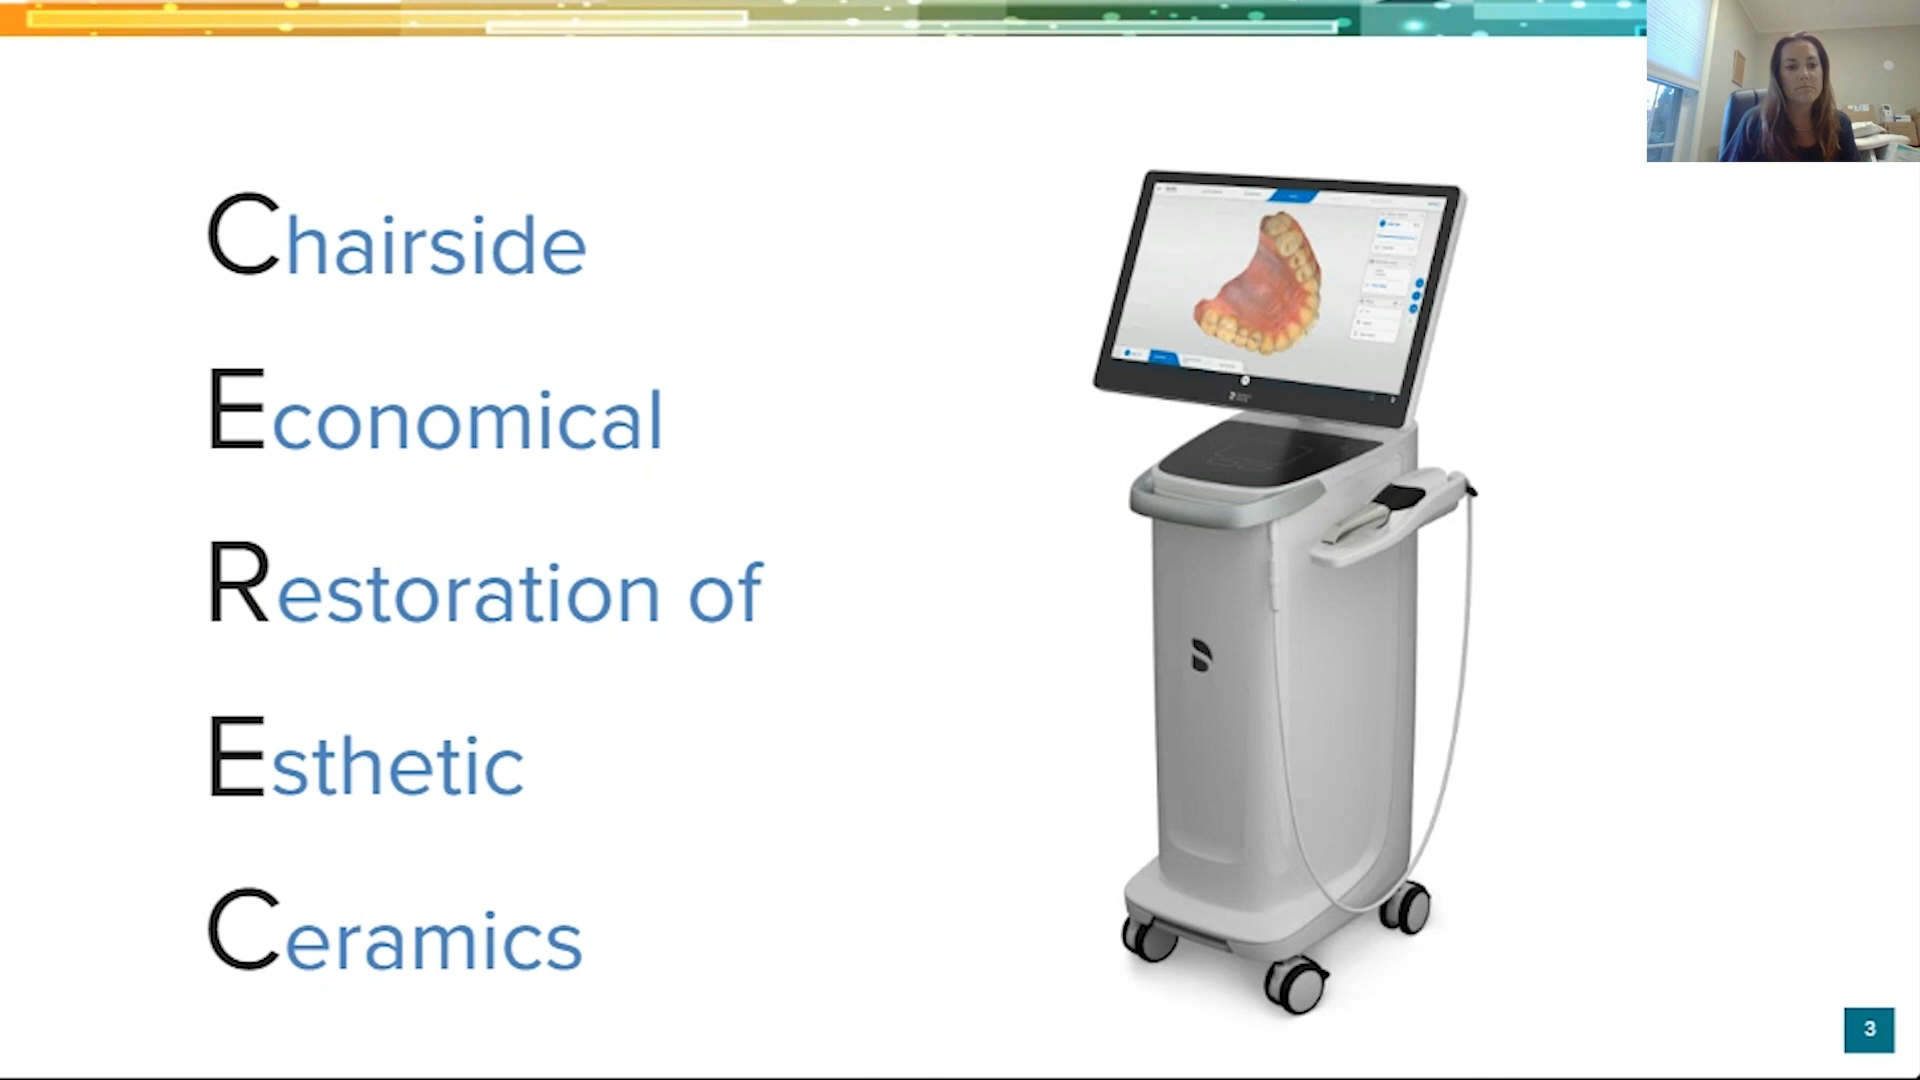 Chairside
Economical
Restoration of
Esthetic
Ceramics
3